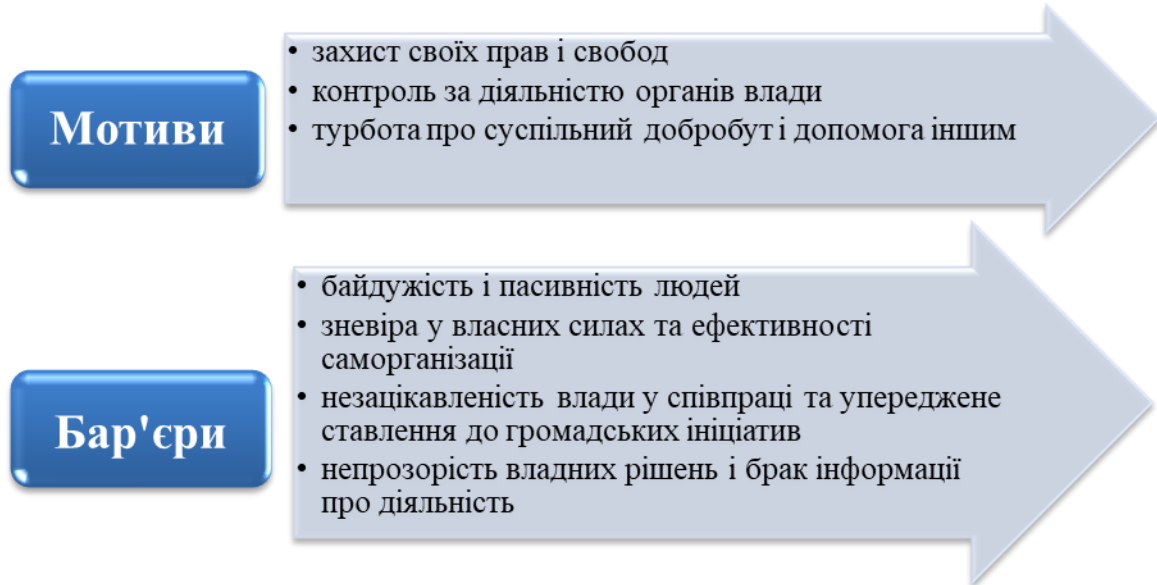 Мотиви
• захист своїх прав і свобод
• контроль за діяльністю органів влади
• турбота про суспільний добробут і допомога іншим
Бар'єри
• байдужість і пасивність людей
• зневіра у власних силах та ефективності
самоорганізації
• незацікавленість влади у співпраці та упереджене
ставлення до громадських ініціатив
• непрозорість владних рішень і брак інформації
про діяльність